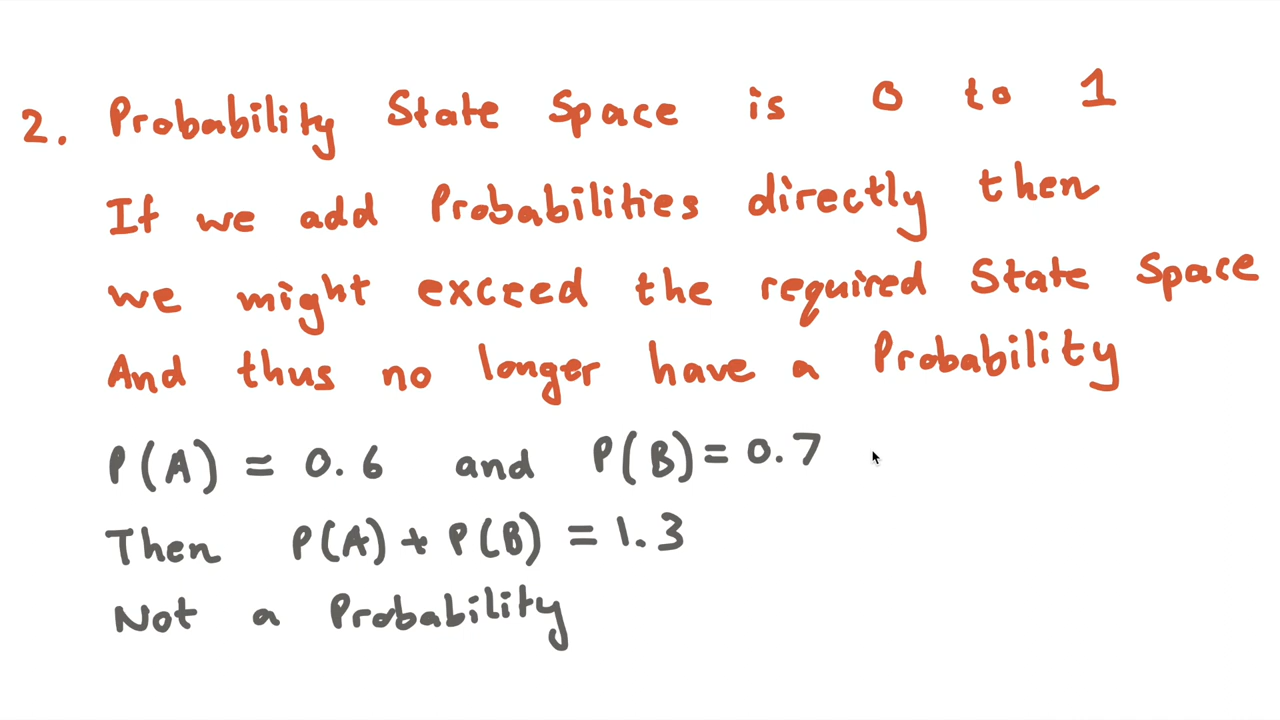 2. Probability State Space is 0 to 1
If we add Probabilities directly then
we might exceed the required State Space
And thus no longer have a Probability
P(A) = 0.6 and P(B) = 0.7
Then P(A) + P(B) = 1.3
Not a Probability